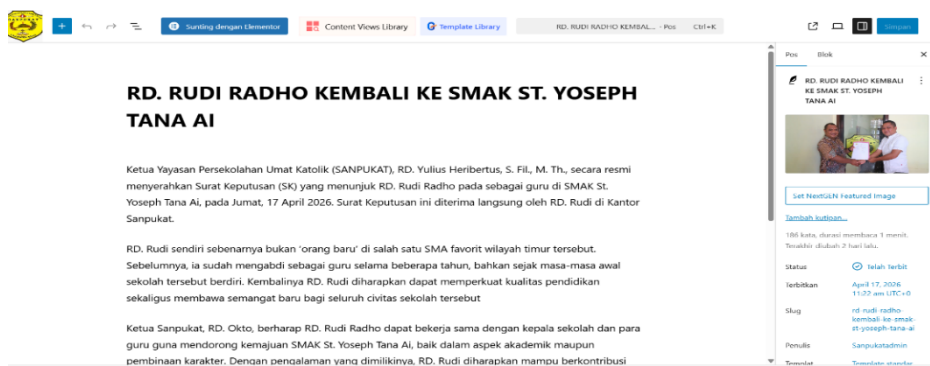 SANPUKAT
Sunting dengan Elementor
Content Views Library
Template Library
RD. RUDI RADHO KEMBAL... · Pos Ctrl+K
Simpan
RD. RUDI RADHO KEMBALI KE SMAK ST. YOSEPH
TANA AI
Ketua Yayasan Persekolahan Umat Katolik (SANPUKAT), RD. Yulius Heribertus, S. Fil., M. Th., secara resmi
menyerahkan Surat Keputusan (SK) yang menunjuk RD. Rudi Radho pada sebagai guru di SMAK St.
Yoseph Tana Ai, pada Jumat, 17 April 2026. Surat Keputusan ini diterima langsung oleh RD. Rudi di Kantor
Sanpukat.
RD. Rudi sendiri sebenarnya bukan ‘orang baru’ di salah satu SMA favorit wilayah timur tersebut.
Sebelumnya, ia sudah mengabdi sebagai guru selama beberapa tahun, bahkan sejak masa-masa awal
sekolah tersebut berdiri. Kembalinya RD. Rudi diharapkan dapat memperkuat kualitas pendidikan
sekaligus membawa semangat baru bagi seluruh civitas sekolah tersebut
Ketua Sanpukat, RD. Okto, berharap RD. Rudi Radho dapat bekerja sama dengan kepala sekolah dan para
guru guna mendorong kemajuan SMAK St. Yoseph Tana Ai, baik dalam aspek akademik maupun
pembinaan karakter. Dengan pengalaman yang dimilikinya, RD. Rudi diharapkan mampu berkontribusi
Pos Blok
RD. RUDI RADHO KEMBALI
KE SMAK ST. YOSEPH
TANA AI
Set NextGEN Featured Image
Tambah kutipan...
186 kata, durasi membaca 1 menit.
Terakhir diubah 2 hari lalu.
Status Telah Terbit
Terbitkan April 17, 2026
11:22 am UTC+0
Slug rd-rudi-radho-
kembali-ke-smak-
st-yoseph-tana-ai
Penulis Sanpukatadmin
Templat Template standar